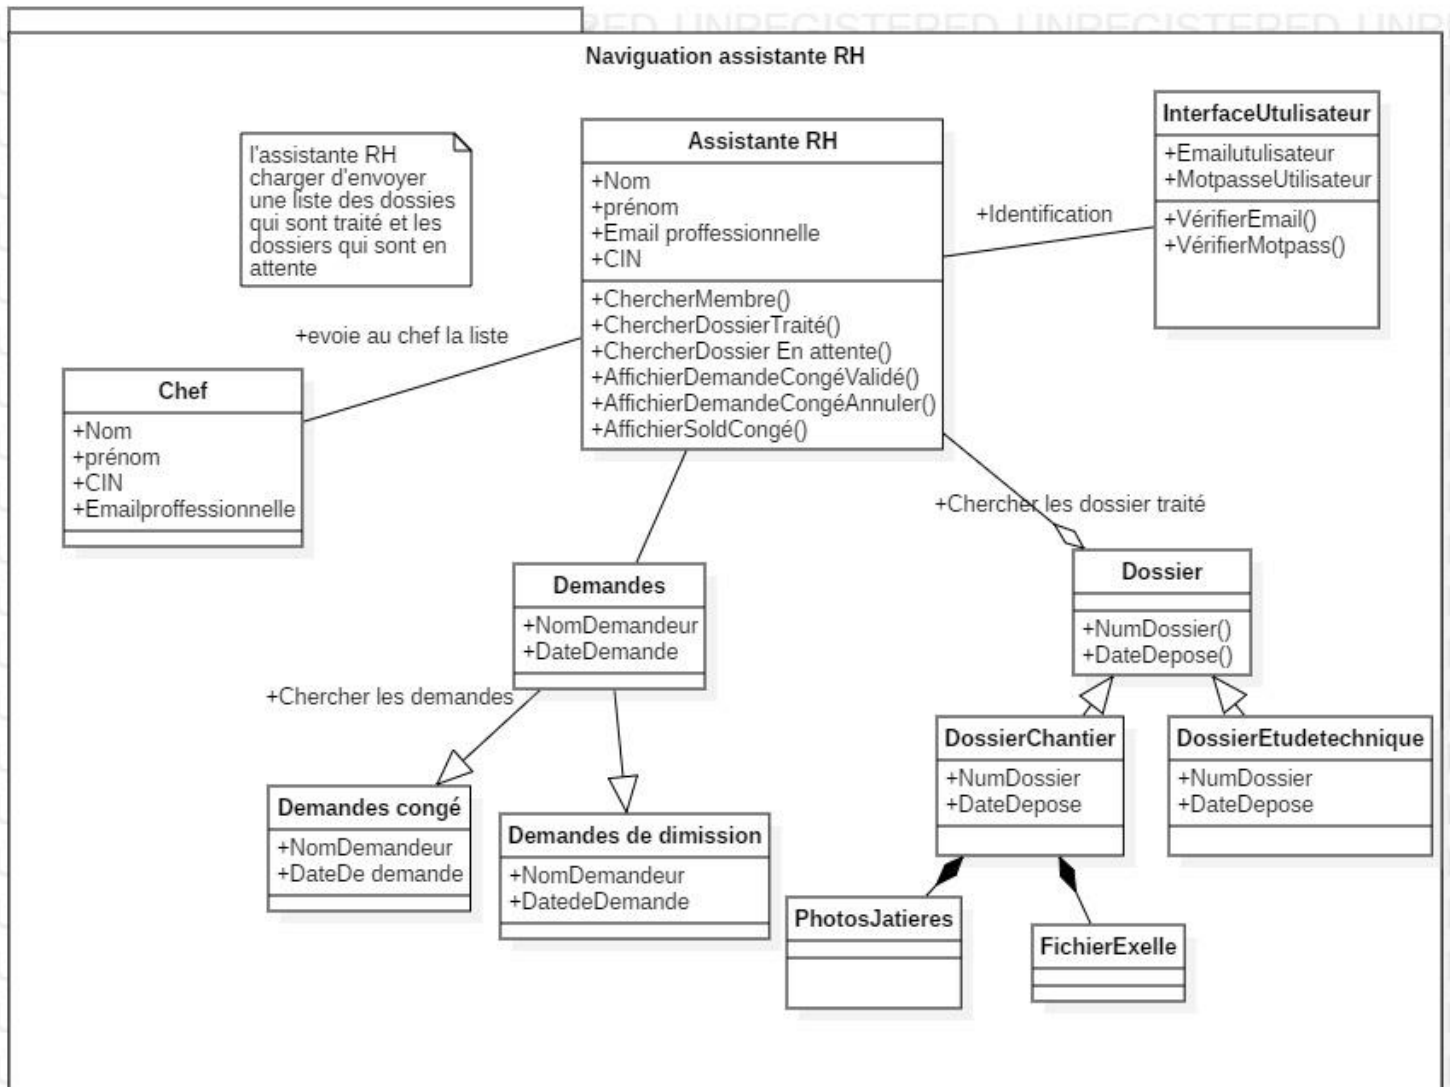 RED UNREGISTERED UNREGISTERED UN
Naviguation assistante RH
l'assistante RH
charger d'envoyer
une liste des dossies
qui sont traité et les
dossiers qui sont en
attente
Assistante RH
+Nom
+prénom
+Email proffessionnelle
+CIN
+ChercherMembre()
+ChercherDossierTraité()
+ChercherDossier En attente()
+AffichierDemandeCongéValidé()
+AffichierDemandeCongéAnnuler()
+AffichierSoldCongé()
InterfaceUtulisateur
+Emailutulisateur
+MotpasseUtilisateur
+VérifierEmail()
+VérifierMotpass()
+Identification
+evoie au chef la liste
Chef
+Nom
+prénom
+CIN
+Emailproffessionnelle
+Chercher les dossier traité
Demandes
+NomDemandeur
+DateDemande
Dossier
+NumDossier()
+DateDepose()
+Chercher les demandes
Demandes congé
+NomDemandeur
+DateDe demande
Demandes de dimission
+NomDemandeur
+DatedeDemande
DossierChantier
+NumDossier
+DateDepose
DossierEtudetechnique
+NumDossier
+DateDepose
PhotosJatieres
FichierExelle